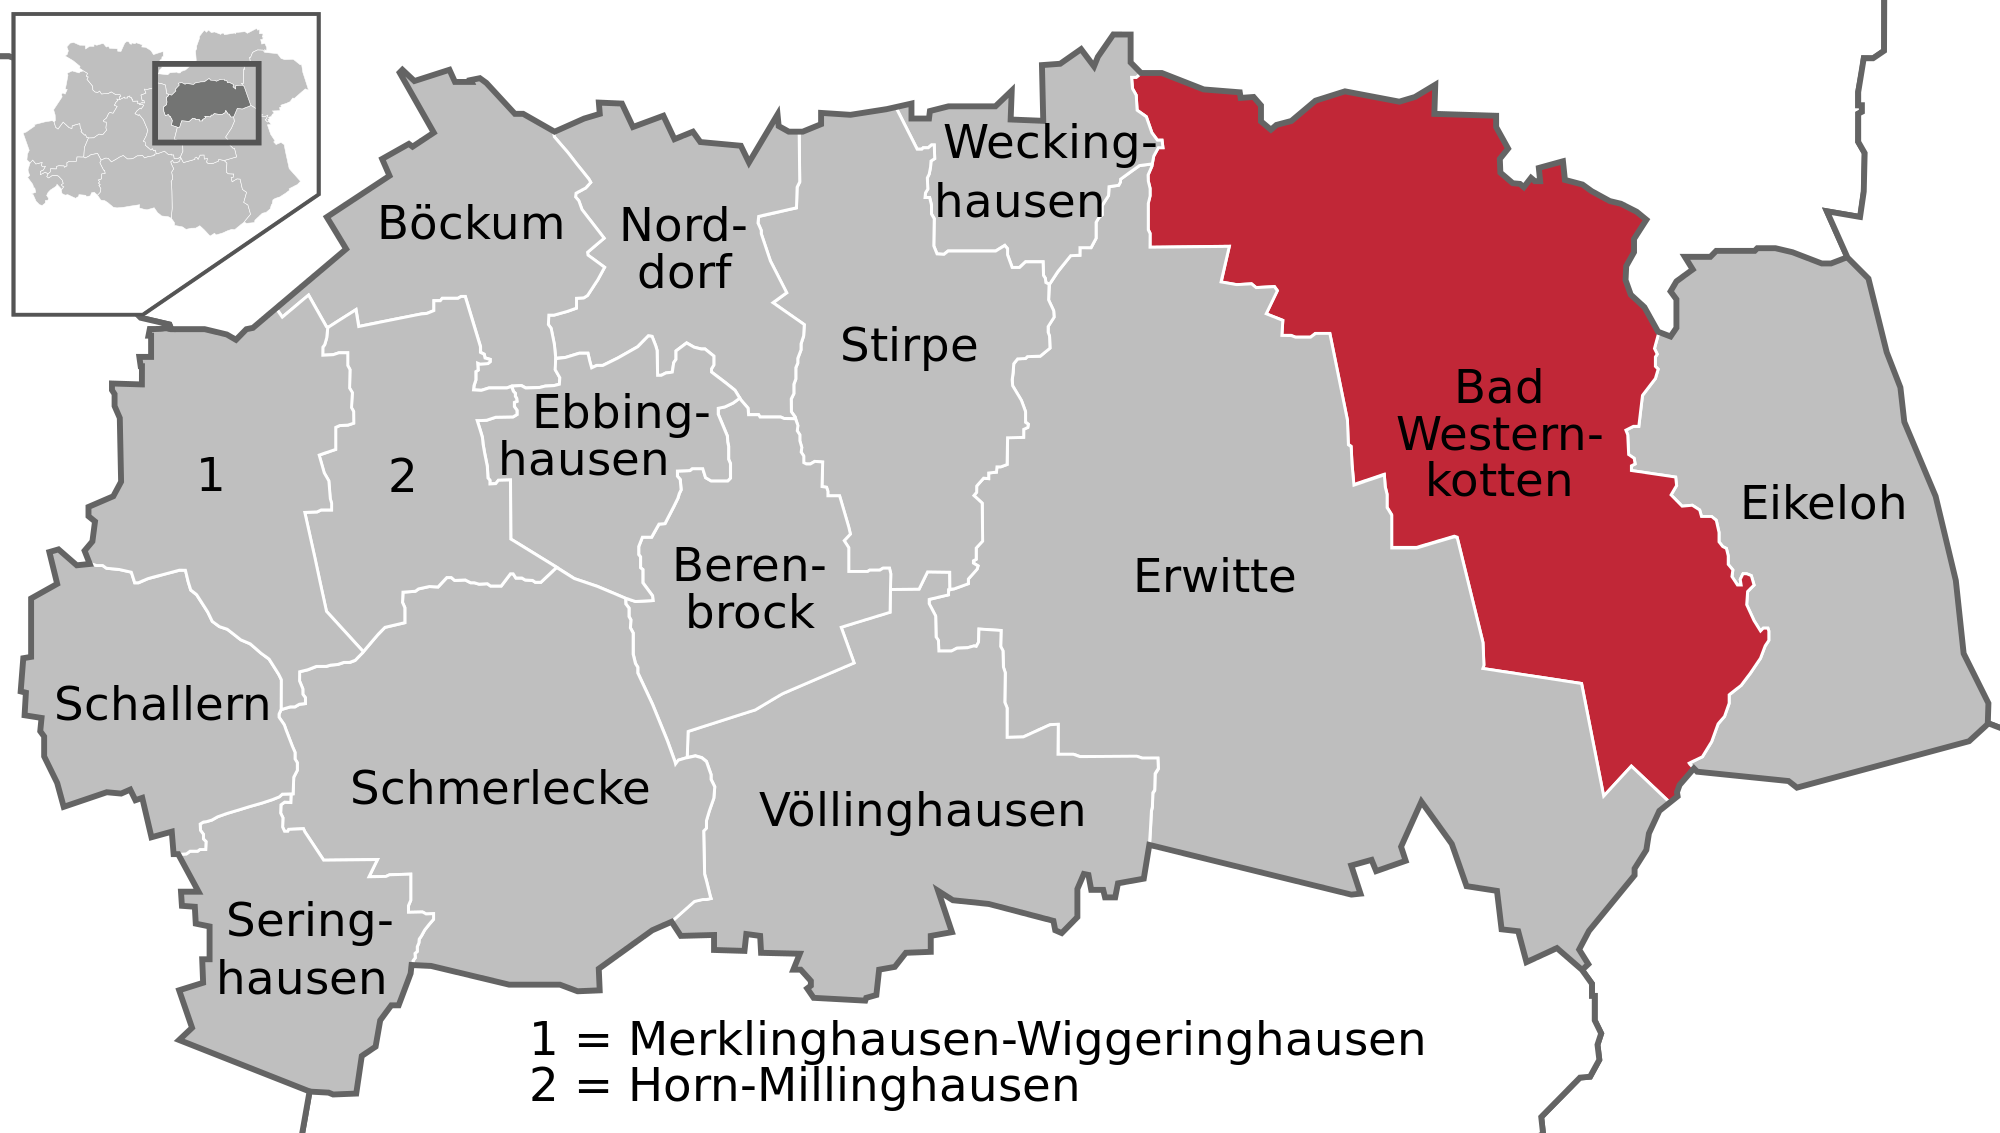 Wecking-
hausen
Böckum
Nord-
dorf
Stirpe
Bad
Western-
kotten
Ebbing-
hausen
1
2
Eikeloh
Beren-
brock
Erwitte
Schallern
Schmerlecke
Völlinghausen
Sering-
hausen
1 = Merklinghausen-Wiggeringhausen
2 = Horn-Millinghausen